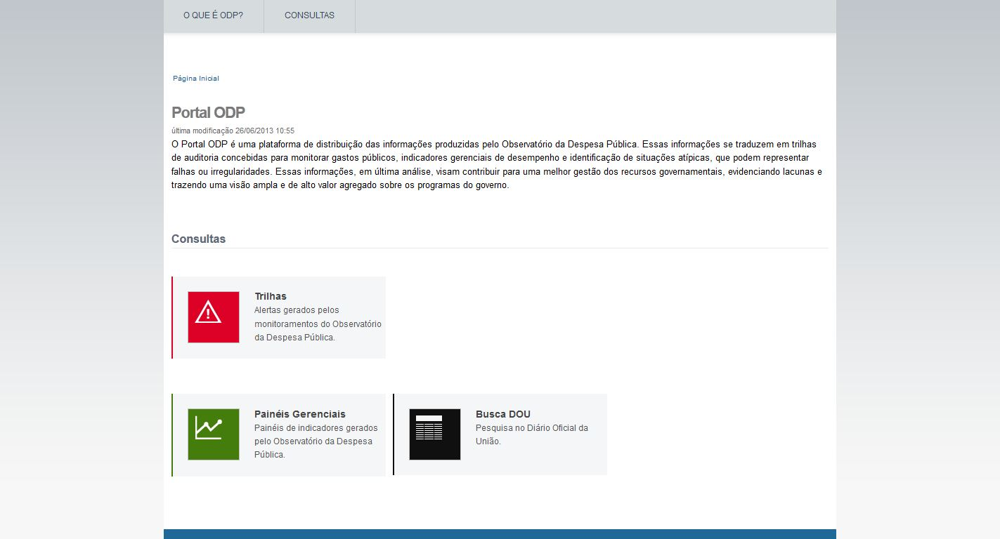 O QUE É ODP?
CONSULTAS
Página Inicial
Portal ODP
última modificação 26/06/2013 10:55
O Portal ODP é uma plataforma de distribuição das informações produzidas pelo Observatório da Despesa Pública. Essas informações se traduzem em trilhas
de auditoria concebidas para monitorar gastos públicos, indicadores gerenciais de desempenho e identificação de situações atípicas, que podem representar
falhas ou irregularidades. Essas informações, em última análise, visam contribuir para uma melhor gestão dos recursos governamentais, evidenciando lacunas e
trazendo uma visão ampla e de alto valor agregado sobre os programas do governo.
Consultas
Trilhas
Alertas gerados pelos
monitoramentos do Observatório
da Despesa Pública.
Painéis Gerenciais
Painéis de indicadores gerados
pelo Observatório da Despesa
Pública.
Busca DOU
Pesquisa no Diário Oficial da
União.